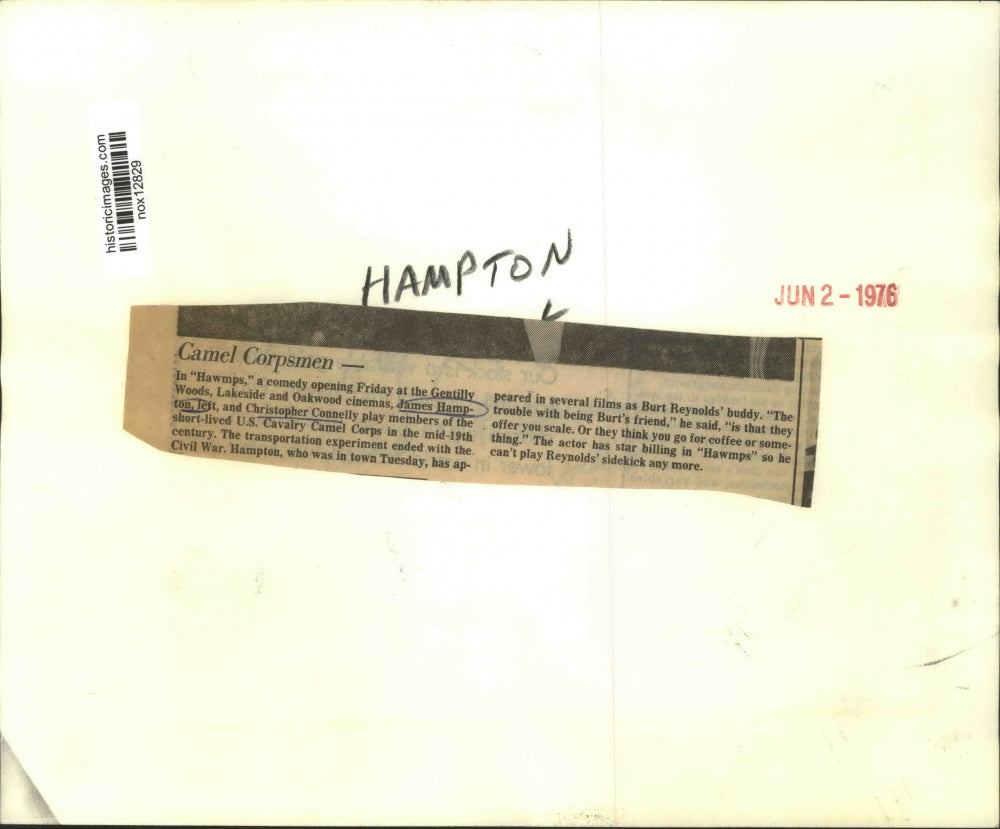 historicimages.com
nox12829
HAMPTON
JUN 2 - 1976
Camel Corpsmen —
In "Hawmps," a comedy opening Friday at the Gentilly
Woods, Lakeside and Oakwood cinemas, James Hamp-
ton, left, and Christopher Connelly play members of the
short-lived U.S. Cavalry Camel Corps in the mid-19th
century. The transportation experiment ended with the
Civil War. Hampton, who was in town Tuesday, has ap-
peared in several films as Burt Reynolds' buddy. "The
trouble with being Burt's friend," he said, "is that they
offer you scale. Or they think you go for coffee or some-
thing." The actor has star billing in "Hawmps" so he
can't play Reynolds' sidekick any more.